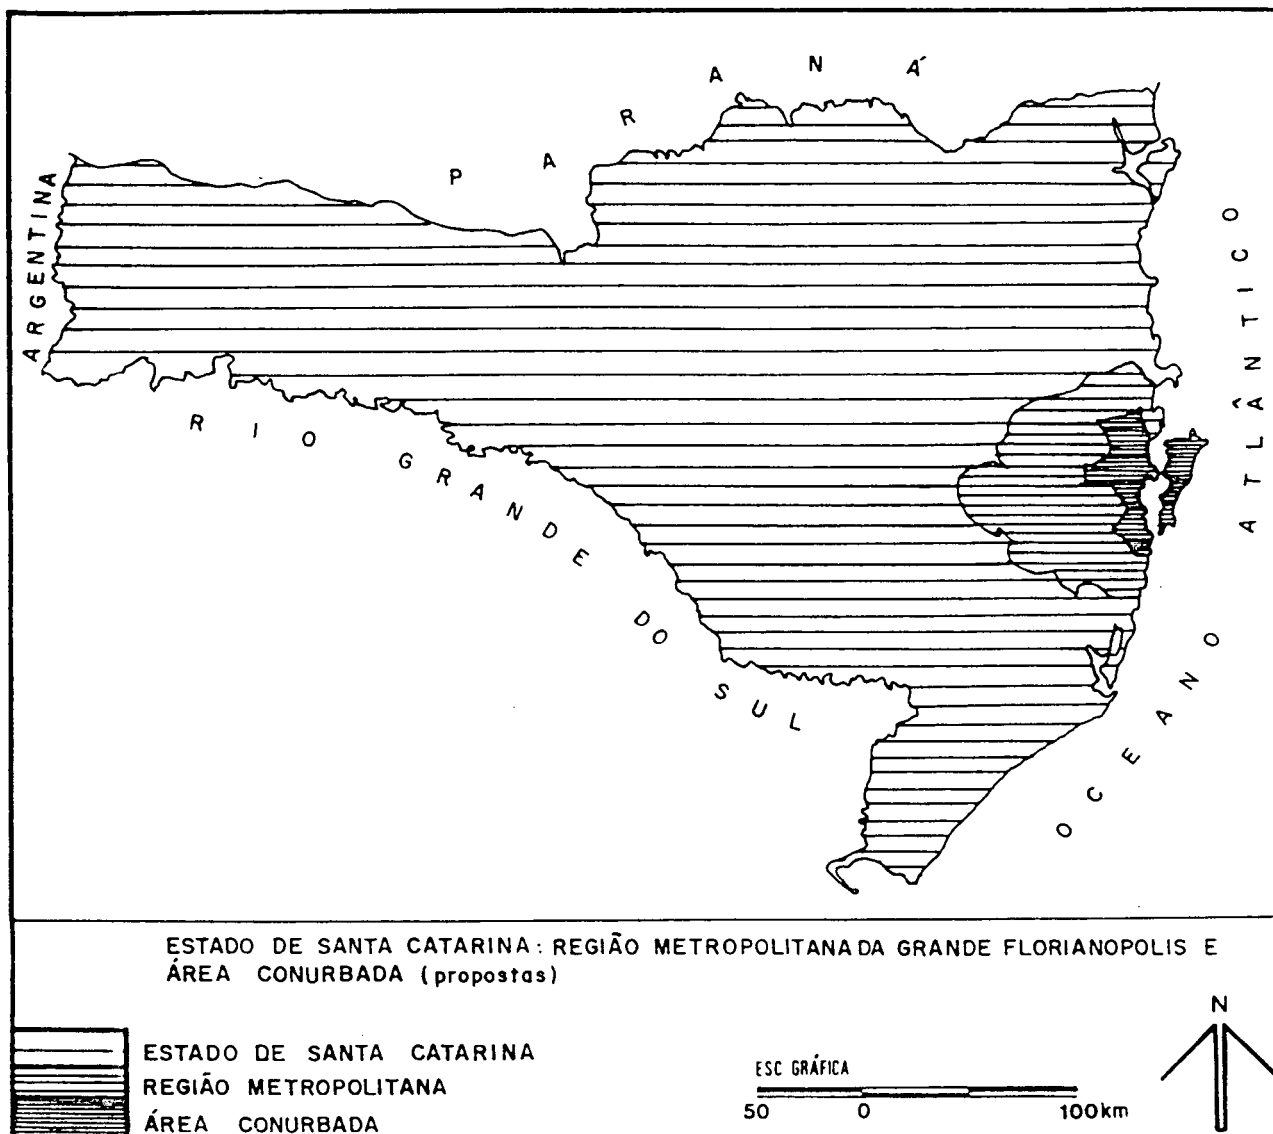 PARANÁ
ARGENTINA
RIO GRANDE DO SUL
OCEANO ATLÂNTICO
ESTADO DE SANTA CATARINA: REGIÃO METROPOLITANA DA GRANDE FLORIANOPOLIS E
ÁREA CONURBADA (propostas)
ESTADO DE SANTA CATARINA
REGIÃO METROPOLITANA
ÁREA CONURBADA
ESC GRÁFICA
50 0 100km
N